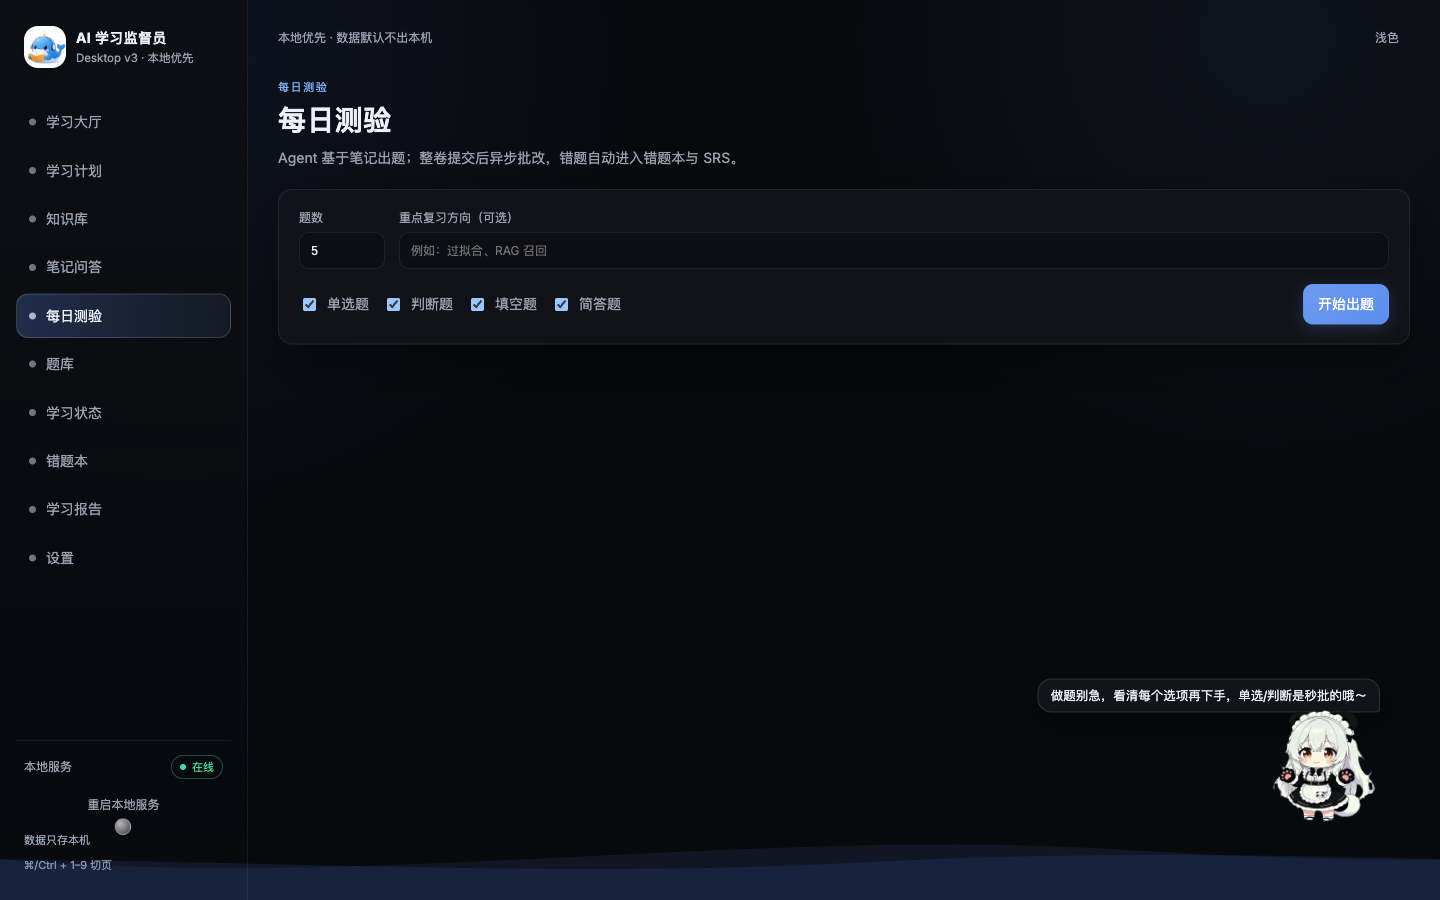 AI 学习监督员
Desktop v3 · 本地优先
学习大厅
学习计划
知识库
笔记问答
每日测验
题库
学习状态
错题本
学习报告
设置
本地服务
在线
重启本地服务
数据只存本机
⌘/Ctrl + 1–9 切页
本地优先 · 数据默认不出本机
浅色
每日测验
每日测验
Agent 基于笔记出题；整卷提交后异步批改，错题自动进入错题本与 SRS。
题数
重点复习方向（可选）
5
例如：过拟合、RAG 召回
单选题
判断题
填空题
简答题
开始出题
做题别急，看清每个选项再下手，单选/判断是秒批的哦～